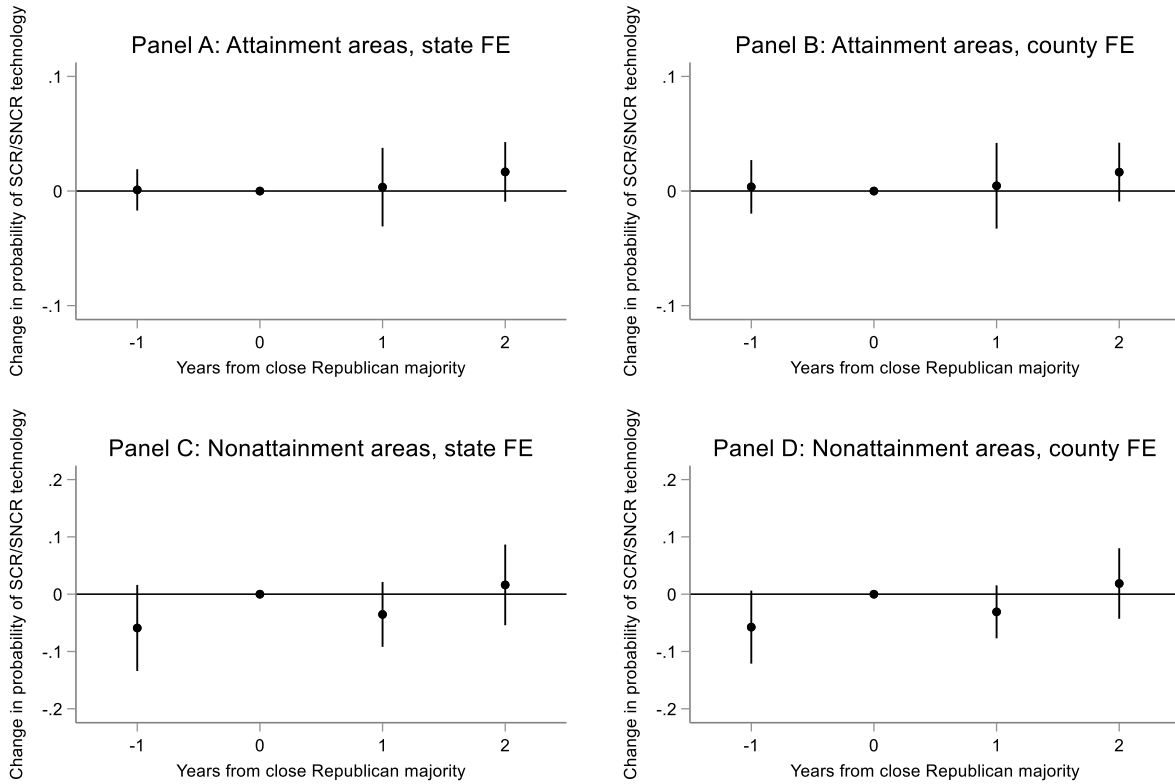 Panel A: Attainment areas, state FE
Change in probability of SCR/SNCR technology
.1
0
-.1
-1
0
1
2
Years from close Republican majority
Panel B: Attainment areas, county FE
Change in probability of SCR/SNCR technology
.1
0
-.1
-1
0
1
2
Years from close Republican majority
Panel C: Nonattainment areas, state FE
Change in probability of SCR/SNCR technology
.2
.1
0
-.1
-.2
-1
0
1
2
Years from close Republican majority
Panel D: Nonattainment areas, county FE
Change in probability of SCR/SNCR technology
.2
.1
0
-.1
-.2
-1
0
1
2
Years from close Republican majority